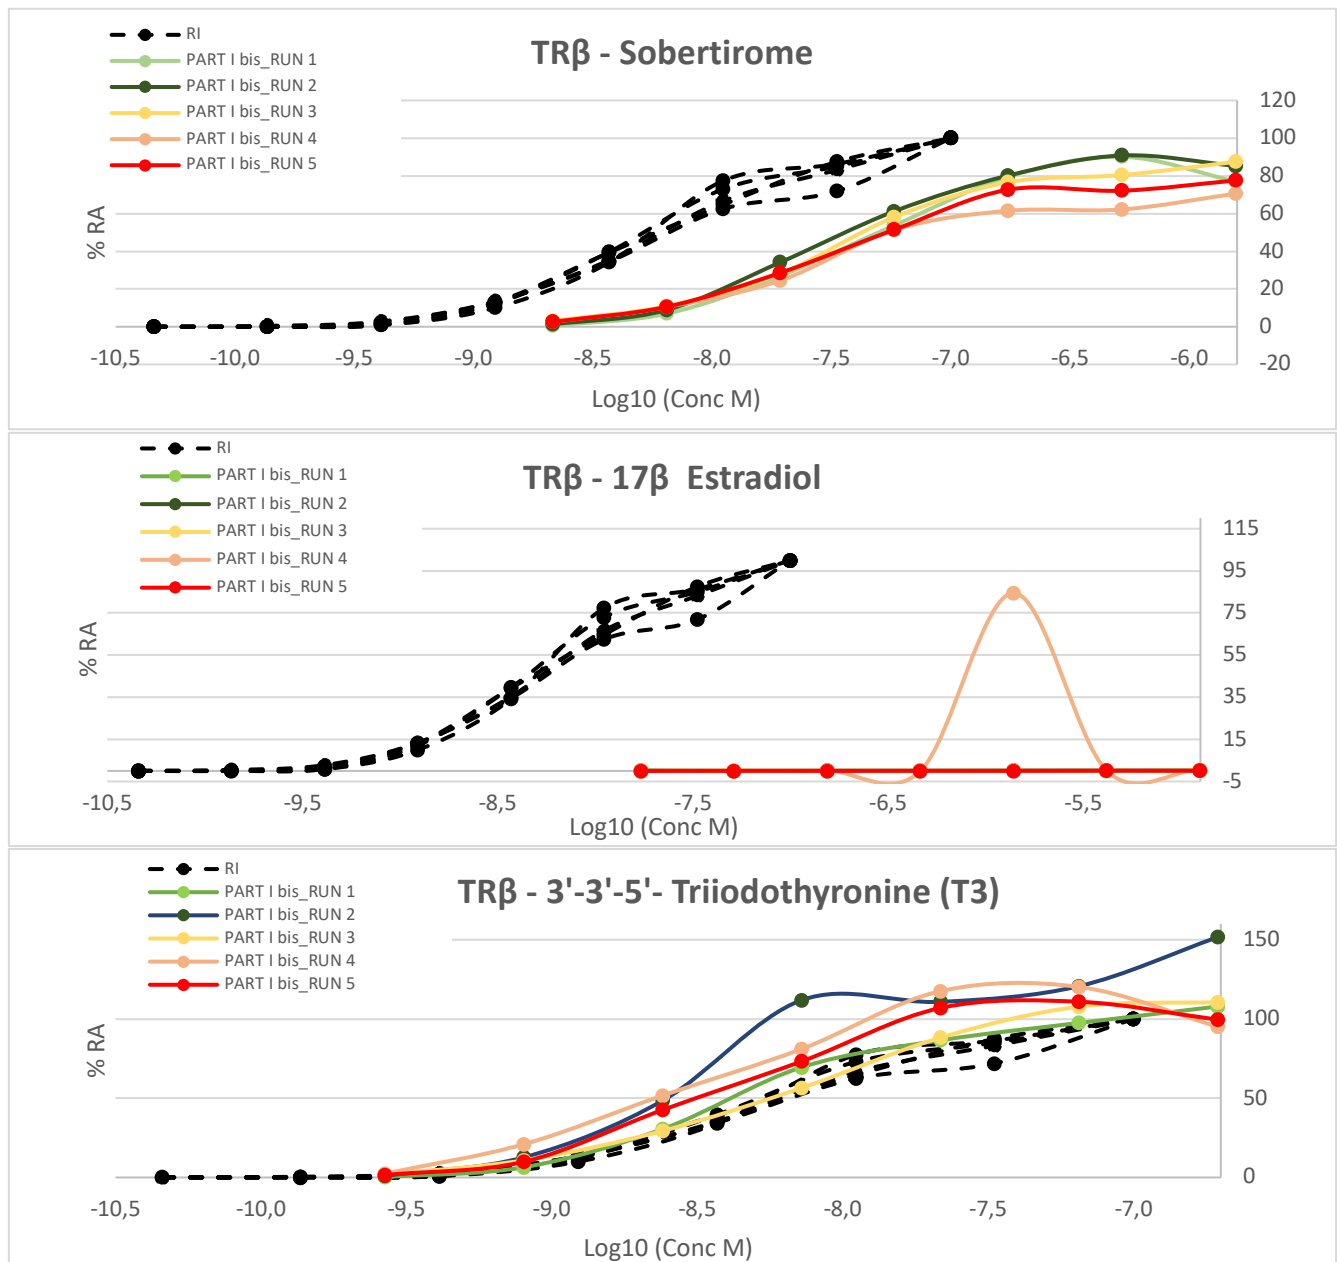 TRβ - Sobertirome
RI
PART I bis_RUN 1
PART I bis_RUN 2
PART I bis_RUN 3
PART I bis_RUN 4
PART I bis_RUN 5
% RA
120
100
80
60
40
20
0
-20
-10,5 -10,0 -9,5 -9,0 -8,5 -8,0 -7,5 -7,0 -6,5 -6,0
Log10 (Conc M)
TRβ - 17β Estradiol
RI
PART I bis_RUN 1
PART I bis_RUN 2
PART I bis_RUN 3
PART I bis_RUN 4
PART I bis_RUN 5
% RA
115
95
75
55
35
15
-5
-10,5 -9,5 -8,5 -7,5 -6,5 -5,5
Log10 (Conc M)
TRβ - 3'-3'-5'- Triiodothyronine (T3)
RI
PART I bis_RUN 1
PART I bis_RUN 2
PART I bis_RUN 3
PART I bis_RUN 4
PART I bis_RUN 5
% RA
150
100
50
0
-10,5 -10,0 -9,5 -9,0 -8,5 -8,0 -7,5 -7,0
Log10 (Conc M)